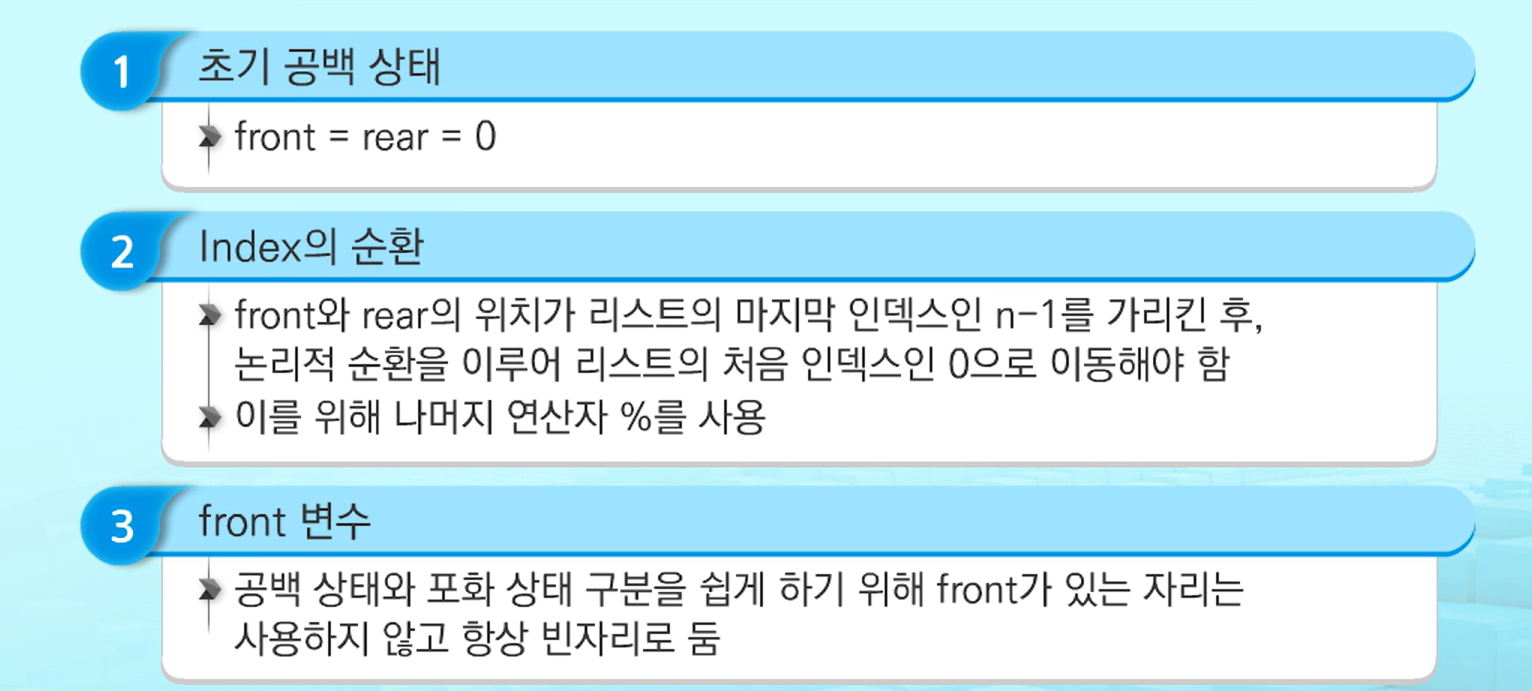 1 초기 공백 상태
front = rear = 0
2 Index의 순환
front와 rear의 위치가 리스트의 마지막 인덱스인 n-1를 가리킨 후,
논리적 순환을 이루어 리스트의 처음 인덱스인 0으로 이동해야 함
이를 위해 나머지 연산자 %를 사용
3 front 변수
공백 상태와 포화 상태 구분을 쉽게 하기 위해 front가 있는 자리는
사용하지 않고 항상 빈자리로 둠